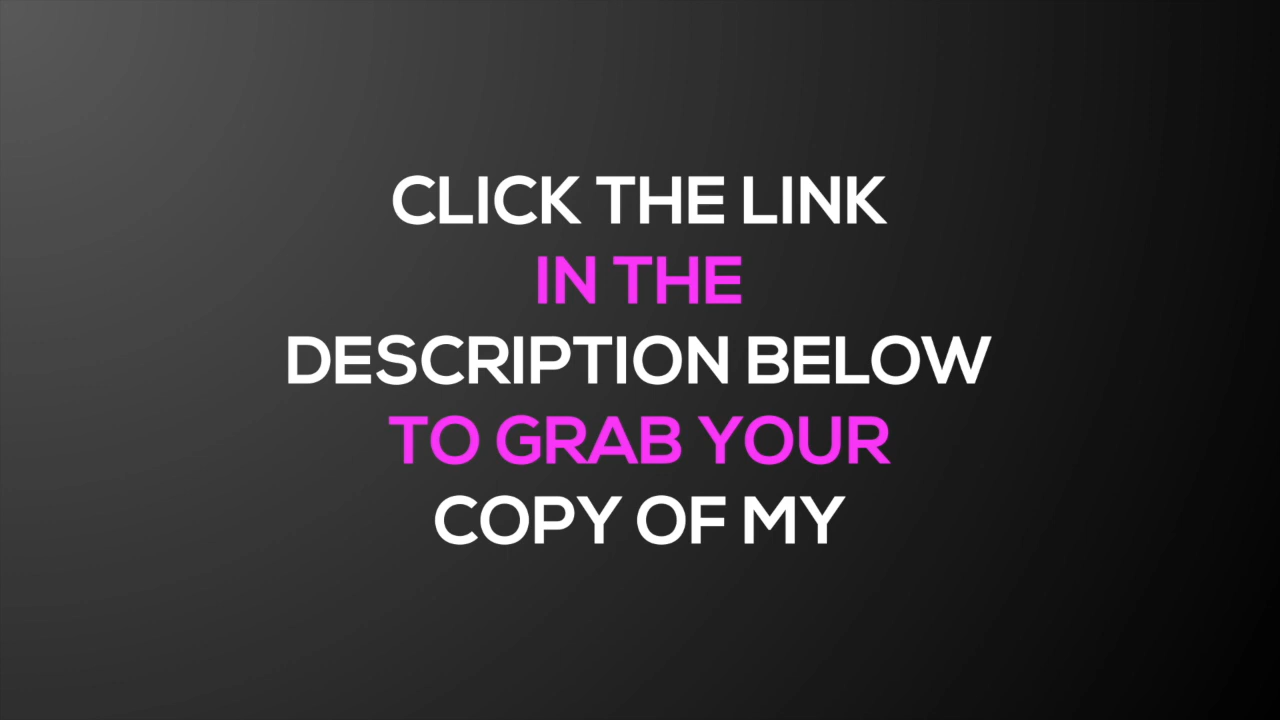 CLICK THE LINK
IN THE
DESCRIPTION BELOW
TO GRAB YOUR
COPY OF MY